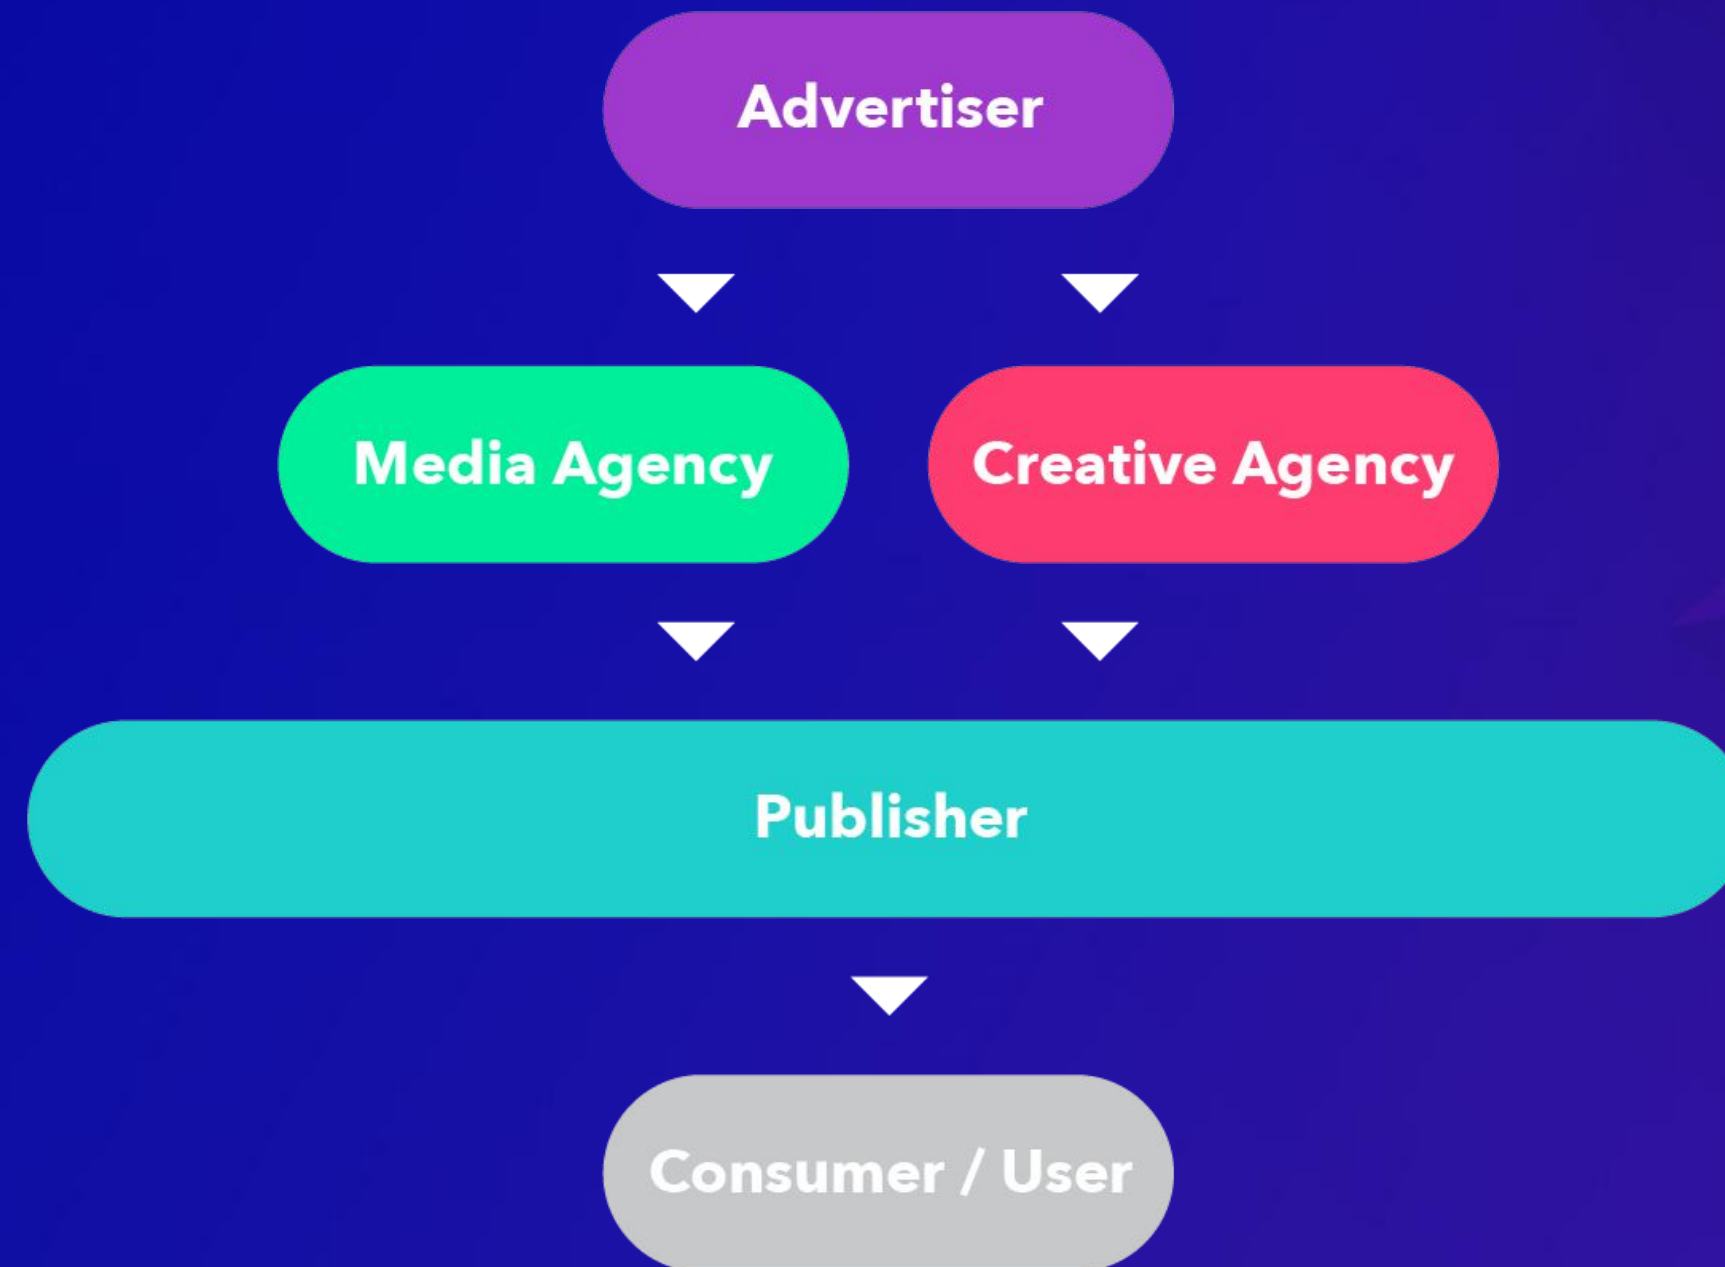 Advertiser
Media Agency
Creative Agency
Publisher
Consumer / User